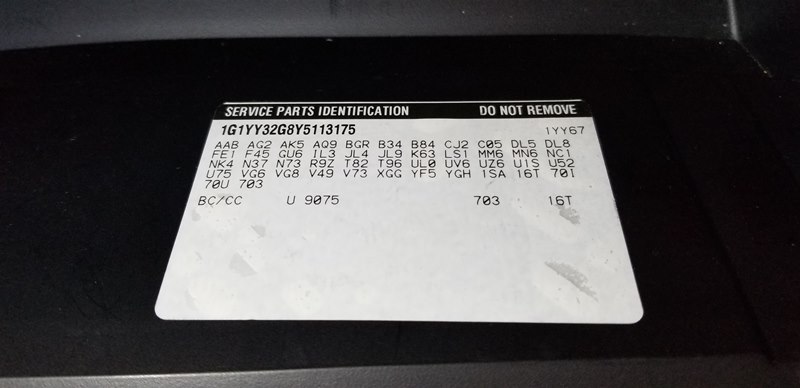 SERVICE PARTS IDENTIFICATION DO NOT REMOVE
1G1YY32G8Y5113175 1YY67
AAB AG2 AK5 AQ9 BGR B34 B84 CJ2 C05 DL5 DL8
FE1 F45 GU6 IL3 JL4 JL9 K63 LS1 MM6 MN6 NC1
NK4 N37 N73 R9Z T82 T96 UL0 UV6 UZ6 U1S U52
U75 VG6 VG8 V49 V73 XGG YF5 YGH 1SA 16T 70I
70U 703
BC/CC U 9075 703 16T